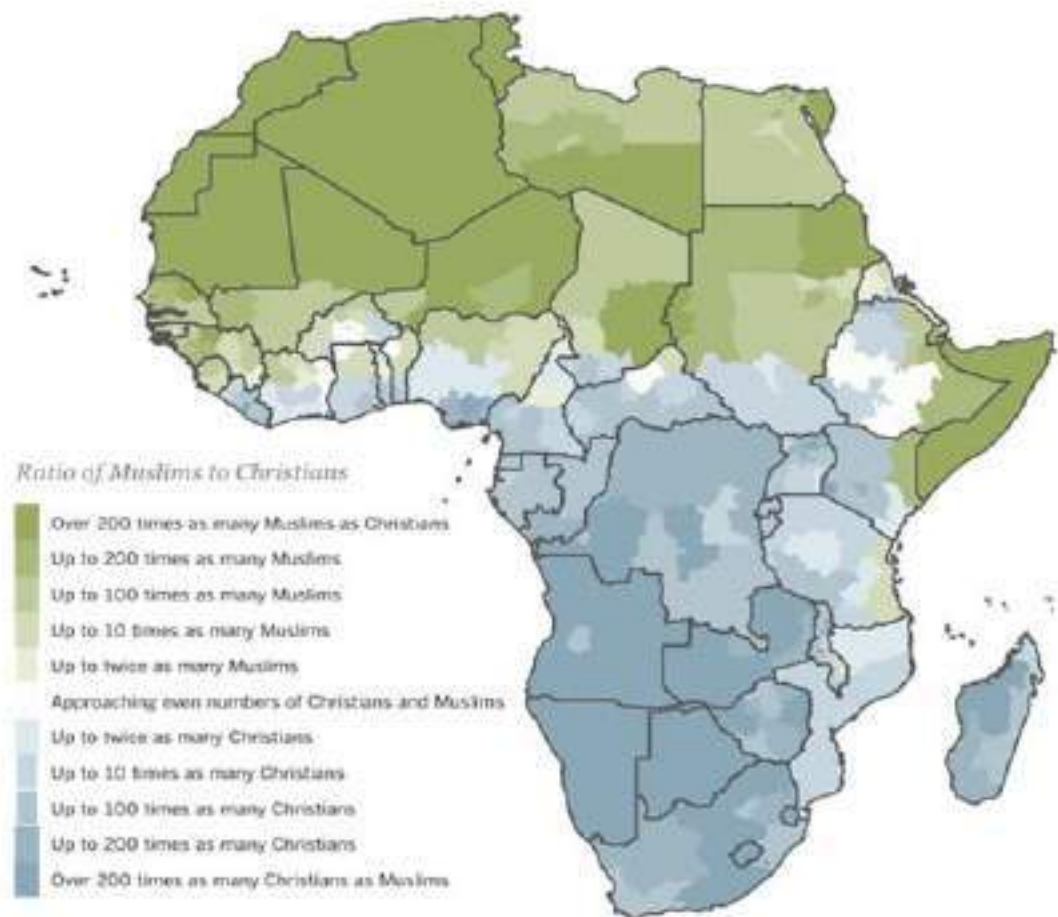 Ratio of Muslims to Christians
Over 200 times as many Muslims as Christians
Up to 200 times as many Muslims
Up to 100 times as many Muslims
Up to 10 times as many Muslims
Up to twice as many Muslims
Approaching even numbers of Christians and Muslims
Up to twice as many Christians
Up to 10 times as many Christians
Up to 100 times as many Christians
Up to 200 times as many Christians
Over 200 times as many Christians as Muslims